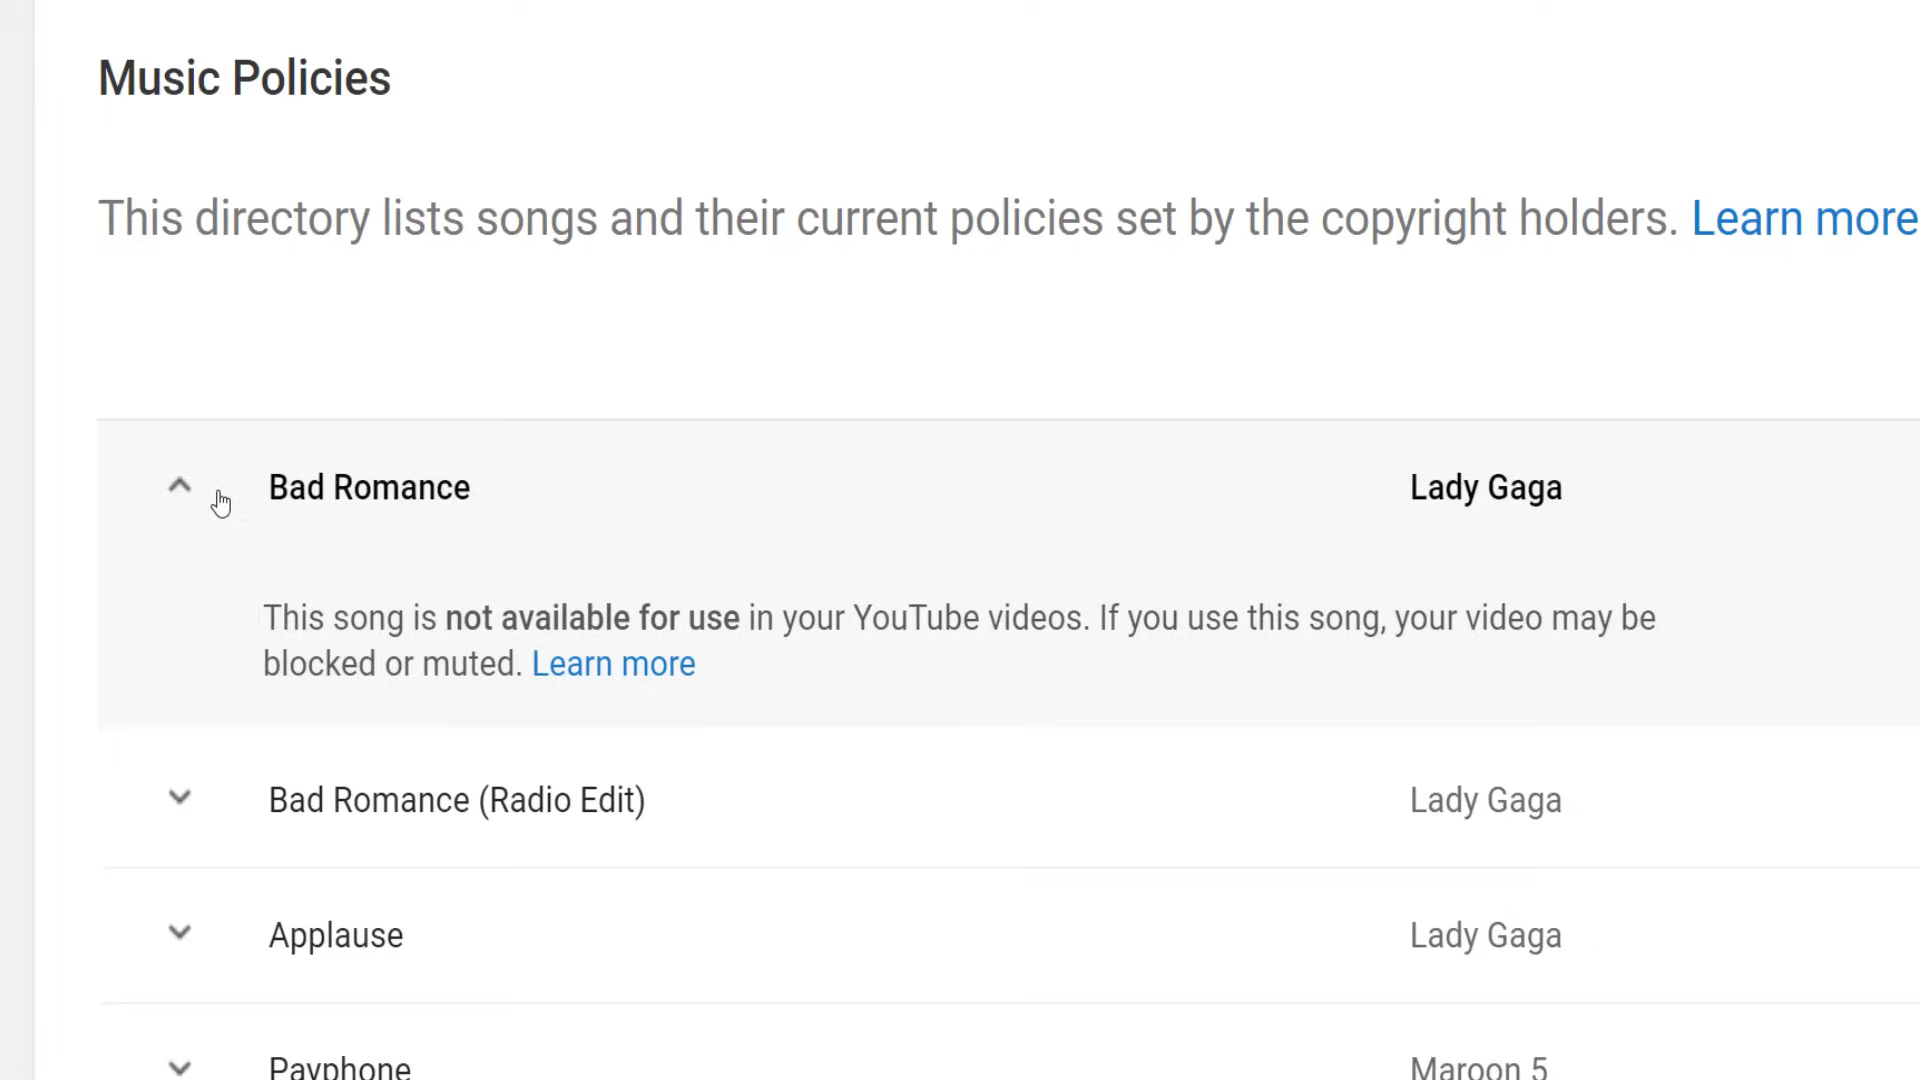 Music Policies
This directory lists songs and their current policies set by the copyright holders. Learn more
Bad Romance Lady Gaga
This song is not available for use in your YouTube videos. If you use this song, your video may be
blocked or muted. Learn more
Bad Romance (Radio Edit) Lady Gaga
Applause Lady Gaga
Payphone Maroon 5